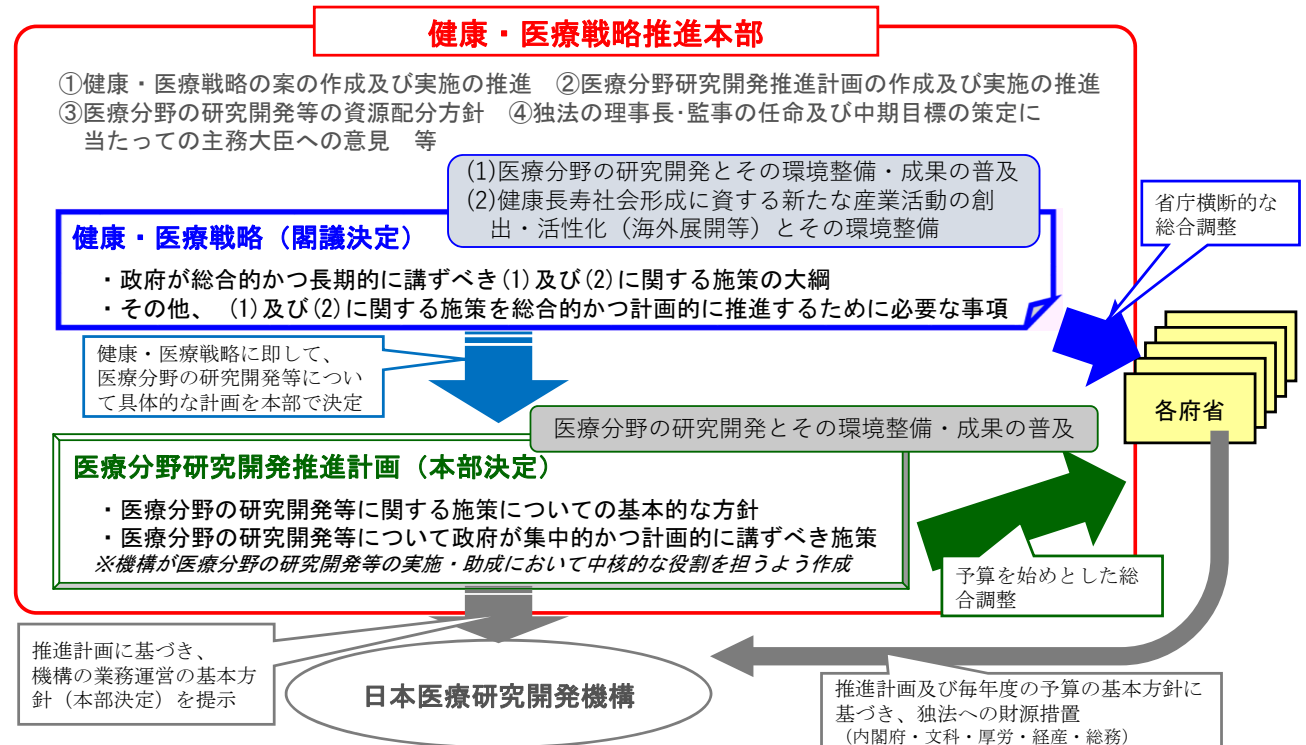 健康・医療戦略推進本部
①健康・医療戦略の案の作成及び実施の推進　②医療分野研究開発推進計画の作成及び実施の推進
③医療分野の研究開発等の資源配分方針　④独法の理事長・監事の任命及び中期目標の策定に
当たっての主務大臣への意見　等
(1)医療分野の研究開発とその環境整備・成果の普及
(2)健康長寿社会形成に資する新たな産業活動の創
出・活性化（海外展開等）とその環境整備
省庁横断的な
総合調整
健康・医療戦略（閣議決定）
・政府が総合的かつ長期的に講ずべき(1)及び(2)に関する施策の大綱
・その他、 (1)及び(2)に関する施策を総合的かつ計画的に推進するために必要な事項
健康・医療戦略に即して、
医療分野の研究開発等につい
て具体的な計画を本部で決定
各府省
医療分野の研究開発とその環境整備・成果の普及
医療分野研究開発推進計画（本部決定）
・医療分野の研究開発等に関する施策についての基本的な方針
・医療分野の研究開発等について政府が集中的かつ計画的に講ずべき施策
※機構が医療分野の研究開発等の実施・助成において中核的な役割を担うよう作成
予算を始めとした総
合調整
推進計画に基づき、
機構の業務運営の基本方
針（本部決定）を提示
日本医療研究開発機構
推進計画及び毎年度の予算の基本方針に
基づき、独法への財源措置
（内閣府・文科・厚労・経産・総務）